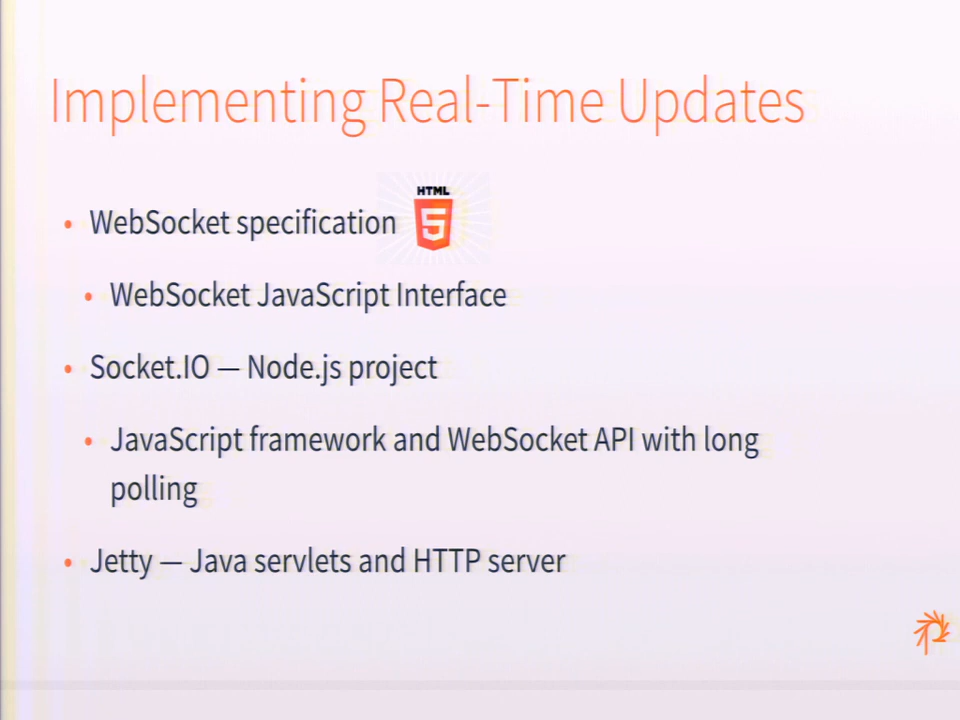 Implementing Real-Time Updates
• WebSocket specification
HTML
5
• WebSocket JavaScript Interface
• Socket.IO — Node.js project
• JavaScript framework and WebSocket API with long
polling
• Jetty — Java servlets and HTTP server